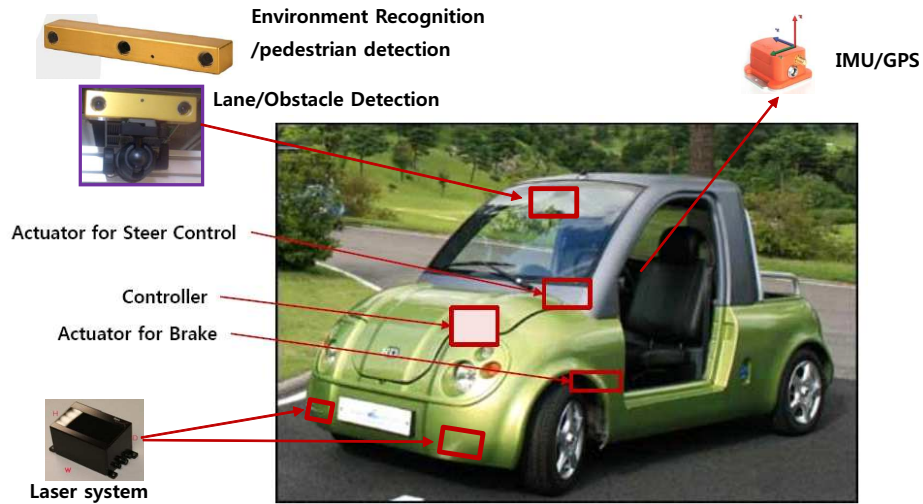 Environment Recognition
/pedestrian detection
IMU/GPS
Lane/Obstacle Detection
Actuator for Steer Control
Controller
Actuator for Brake
H
D
W
Laser system